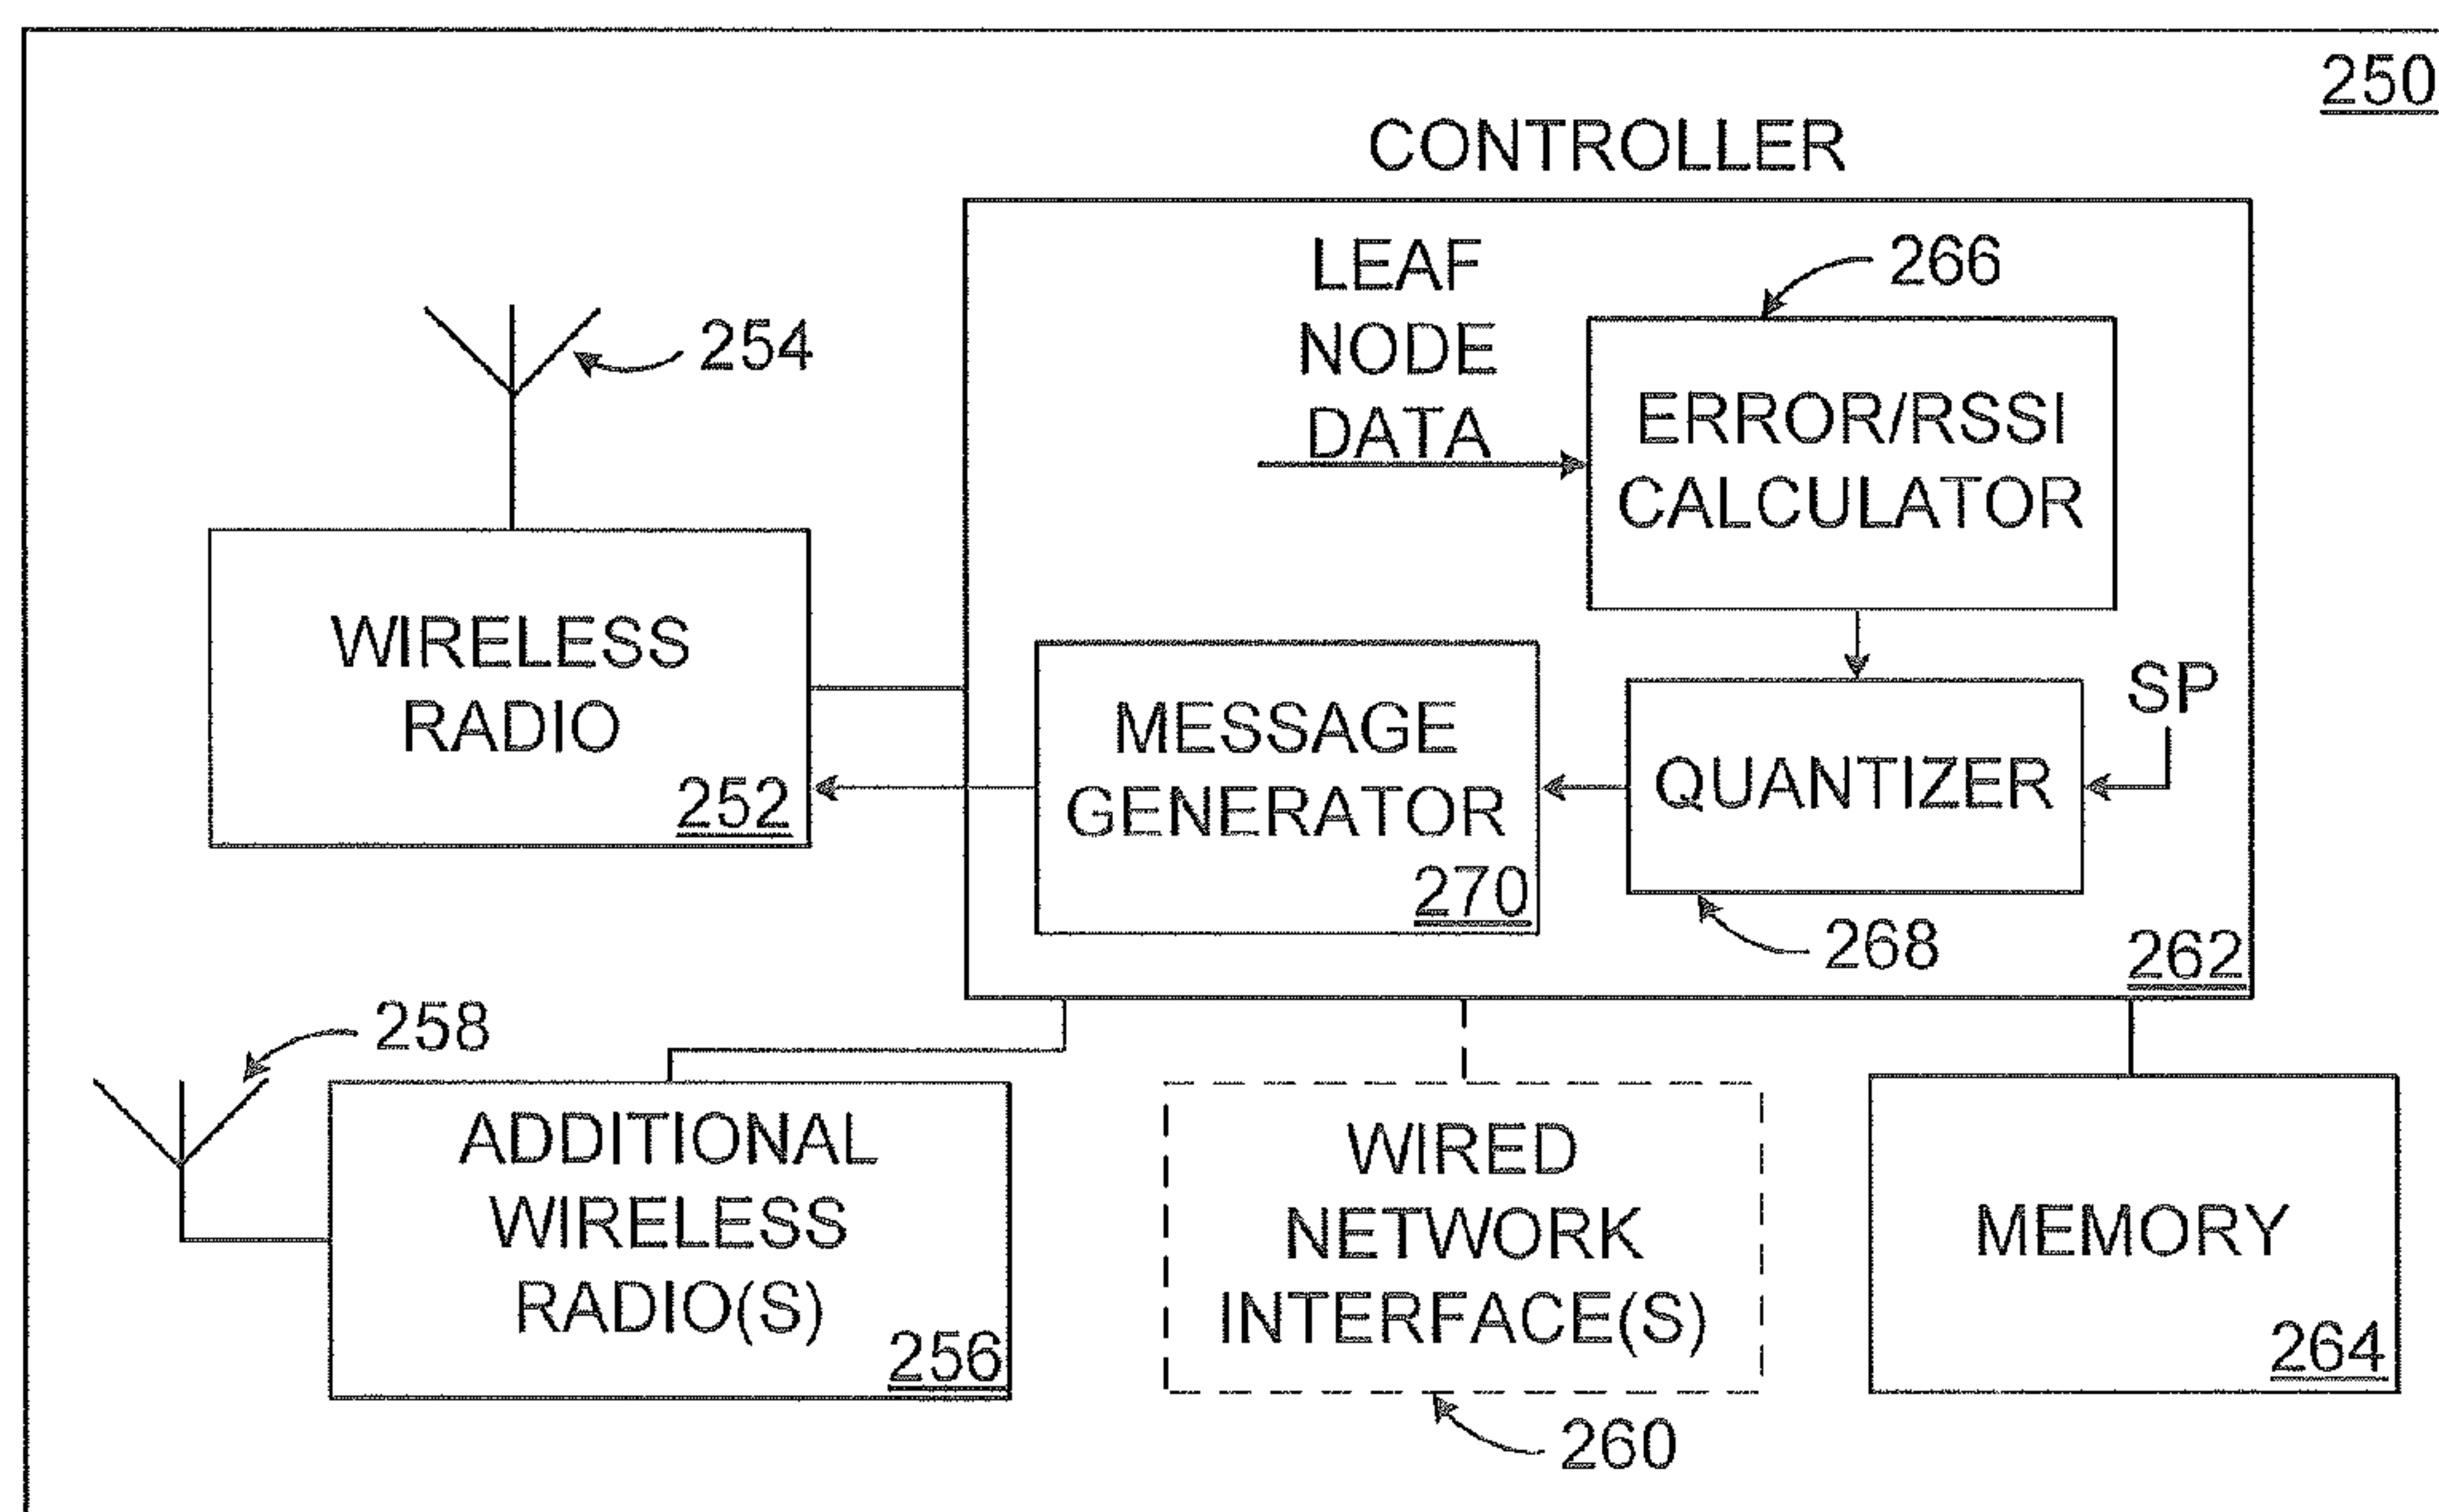 250
CONTROLLER
LEAF
NODE
DATA
266
ERROR/RSSI
CALCULATOR
254
WIRELESS
RADIO
252
MESSAGE
GENERATOR
270
QUANTIZER
SP
268
262
258
ADDITIONAL
WIRELESS
RADIO(S)
256
WIRED
NETWORK
INTERFACE(S)
260
MEMORY
264